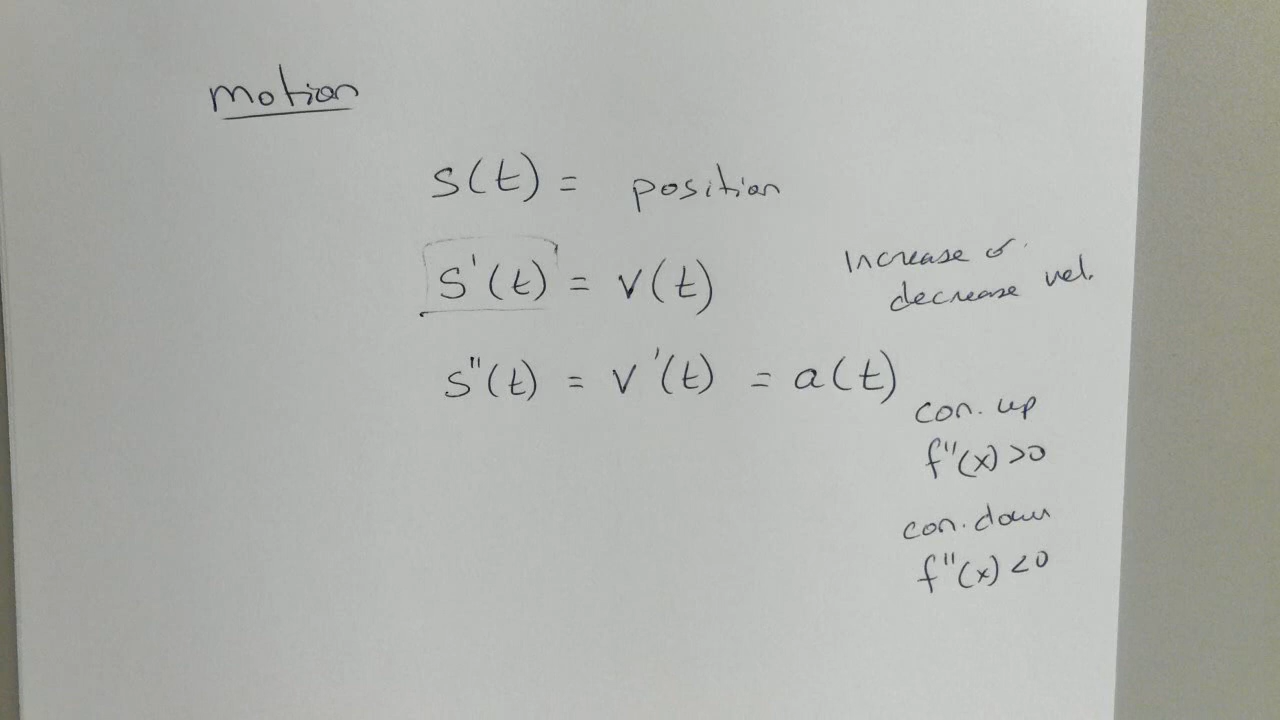 motion
s(t) = position
s'(t) = v(t)
Increase or
decrease vel.
s"(t) = v'(t) = a(t)
con. up
f"(x) >0
con. down
f"(x) <0